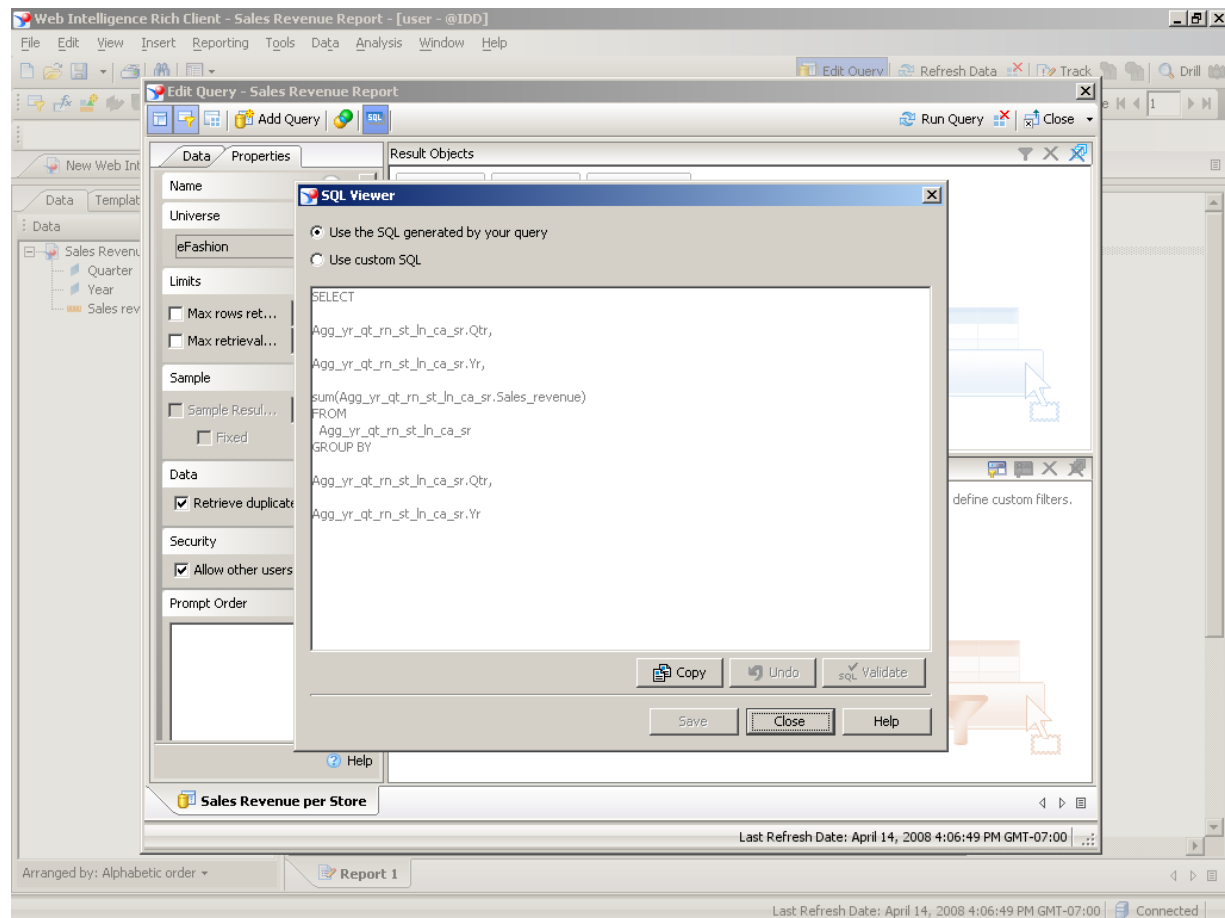 Web Intelligence Rich Client - Sales Revenue Report - [user - @IDD]
File Edit View Insert Reporting Tools Data Analysis Window Help
Edit Query Refresh Data Track Drill
Edit Query - Sales Revenue Report
Add Query SQL Run Query Close
1
New Web Int
Data Properties
Result Objects
Data Templat
Data
Sales Revenu
Quarter
Year
Sales rev
Name
Universe
eFashion
Limits
Max rows ret...
Max retrieval...
Sample
Sample Resul...
Fixed
Data
Retrieve duplicate
Security
Allow other users
Prompt Order
Help
SQL Viewer
Use the SQL generated by your query
Use custom SQL
SELECT
Agg_yr_qt_rn_st_ln_ca_sr.Qtr,
Agg_yr_qt_rn_st_ln_ca_sr.Yr,
sum(Agg_yr_qt_rn_st_ln_ca_sr.Sales_revenue)
FROM
Agg_yr_qt_rn_st_ln_ca_sr
GROUP BY
Agg_yr_qt_rn_st_ln_ca_sr.Qtr,
Agg_yr_qt_rn_st_ln_ca_sr.Yr
Copy Undo SQL Validate
Save Close Help
define custom filters.
Sales Revenue per Store
Last Refresh Date: April 14, 2008 4:06:49 PM GMT-07:00
Arranged by: Alphabetic order
Report 1
Last Refresh Date: April 14, 2008 4:06:49 PM GMT-07:00 Connected